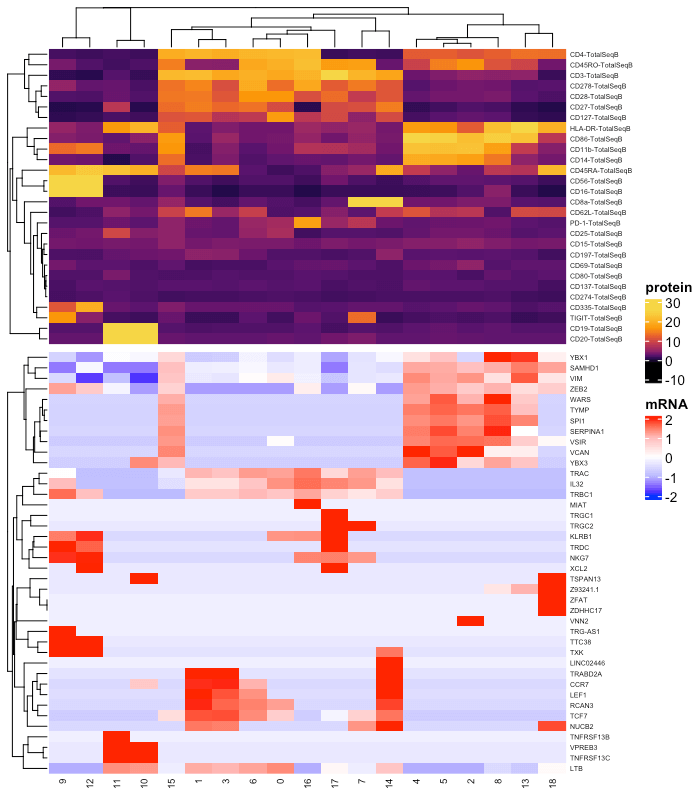 CD4-TotalSeqB
CD45RO-TotalSeqB
CD3-TotalSeqB
CD278-TotalSeqB
CD28-TotalSeqB
CD27-TotalSeqB
CD127-TotalSeqB
HLA-DR-TotalSeqB
CD86-TotalSeqB
CD11b-TotalSeqB
CD14-TotalSeqB
CD45RA-TotalSeqB
CD56-TotalSeqB
CD16-TotalSeqB
CD8a-TotalSeqB
CD62L-TotalSeqB
PD-1-TotalSeqB
CD25-TotalSeqB
CD15-TotalSeqB
CD197-TotalSeqB
CD69-TotalSeqB
CD80-TotalSeqB
CD137-TotalSeqB
CD274-TotalSeqB
CD335-TotalSeqB
TIGIT-TotalSeqB
CD19-TotalSeqB
CD20-TotalSeqB
protein
30
20
10
0
-10
YBX1
SAMHD1
VIM
ZEB2
WARS
TYMP
SPI1
SERPINA1
VSIR
VCAN
YBX3
TRAC
IL32
TRBC1
MIAT
TRGC1
TRGC2
KLRB1
TRDC
NKG7
XCL2
TSPAN13
Z93241.1
ZFAT
ZDHHC17
VNN2
TRG-AS1
TTC38
TXK
LINC02446
TRABD2A
CCR7
LEF1
RCAN3
TCF7
NUCB2
TNFRSF13B
VPREB3
TNFRSF13C
LTB
mRNA
2
1
0
-1
-2
9 12 11 10 15 1 3 6 0 16 17 7 14 4 5 2 8 13 18